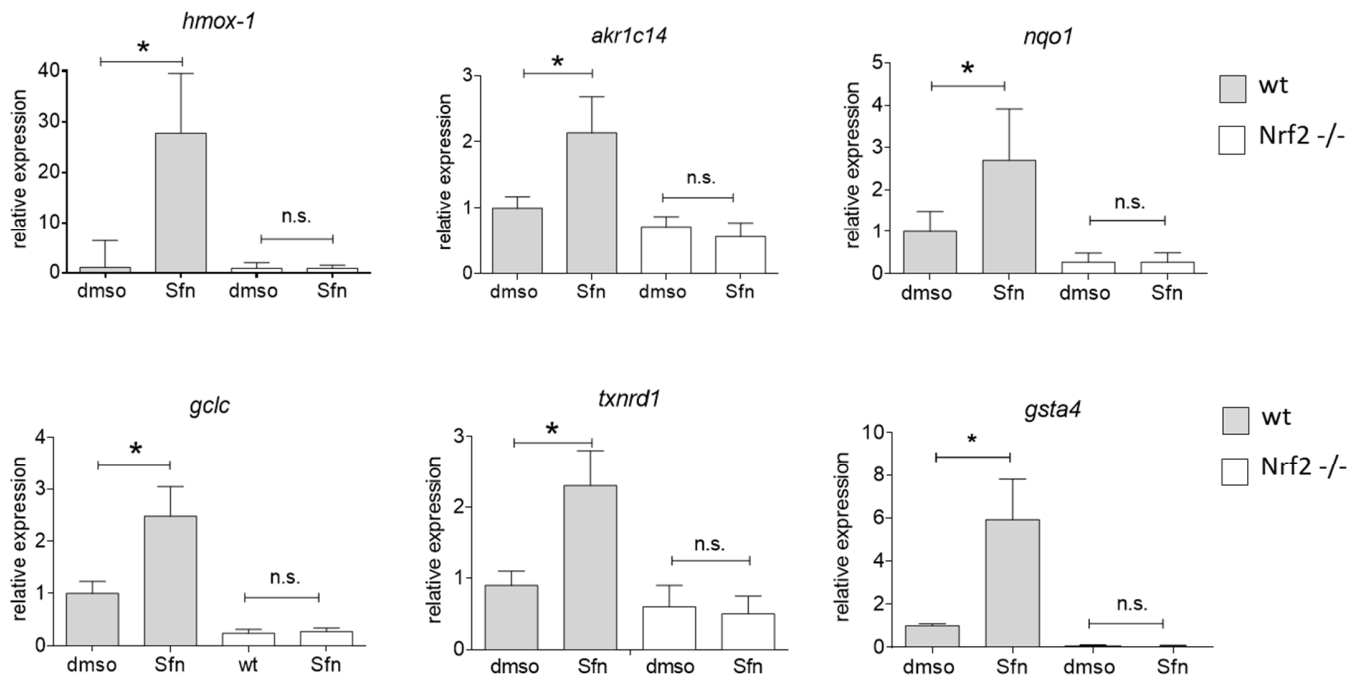 hmox-1
*
n.s.
relative expression
40
30
20
10
0
dmso Sfn dmso Sfn
akr1c14
*
n.s.
relative expression
3
2
1
0
dmso Sfn dmso Sfn
nqo1
*
n.s.
relative expression
5
4
3
2
1
0
dmso Sfn dmso Sfn
wt
Nrf2 -/-
gclc
*
n.s.
relative expression
4
3
2
1
0
dmso Sfn wt Sfn
txnrd1
*
n.s.
relative expression
3
2
1
0
dmso Sfn dmso Sfn
gsta4
*
n.s.
relative expression
10
8
6
4
2
0
dmso Sfn dmso Sfn
wt
Nrf2 -/-